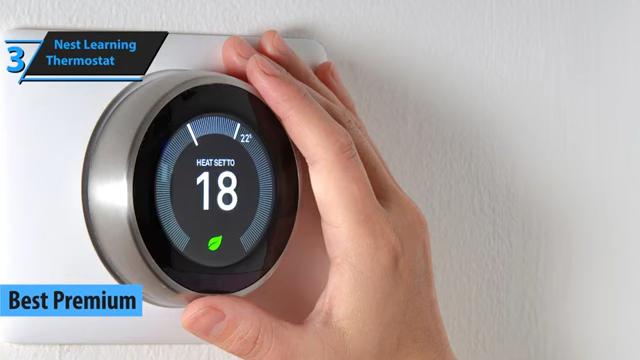 3
Nest Learning
Thermostat
22°
HEAT SET TO
18
Best Premium